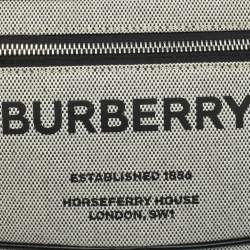 BURBERRY
ESTABLISHED 1856
HORSEFERRY HOUSE
LONDON, SW1